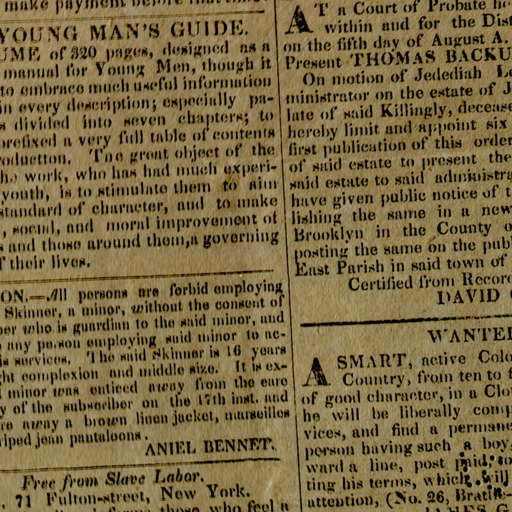 make payment before that time.
YOUNG MAN'S GUIDE.
UME of 320 pages, designed as a
manual for Young Men, though it
to embrace much useful information
in every description; especially pa-
s divided into seven chapters; to
prefixed a very full table of contents
roduction. The great object of the
he work, who has had much experi-
youth, is to stimulate them to aim
standard of character, and to make
, social, and moral improvement of
s and those around them, a governing
f their lives.
ON.—All persons are forbid employing
Skinner, a minor, without the consent of
ber who is guardian to the said minor, and
any person employing said minor to ac-
is services. The said Skinner is 16 years
ght complexion and middle size. It is ex-
d minor was enticed away from the care
y of the subscriber on the 17th inst. and
re away a brown linen jacket, marseilles
riped jean pantaloons.
ANIEL BENNET.
Free from Slave Labor.
. 71 Fulton-street, New York.
those who feel a
AT a Court of Probate
within and for the Dist
on the fifth day of August A.
Present THOMAS BACKU
On motion of Jedediah Le
ministrator on the estate of J
late of said Killingly, decease
hereby limit and appoint six
first publication of this order
of said estate to present the
said estate to said administra
have given public notice of t
lishing the same in a new
Brooklyn in the County o
posting the same on the publ
East Parish in said town of
Certified from Recor
DAVID
WANTE
A SMART, active Colo
Country, from ten to f
of good character, in a Clo
he will be liberally comp
vices, and find a permane
person having such a boy,
ward a line, post paid, to
ting his terms, which will
attention, (No. 26,